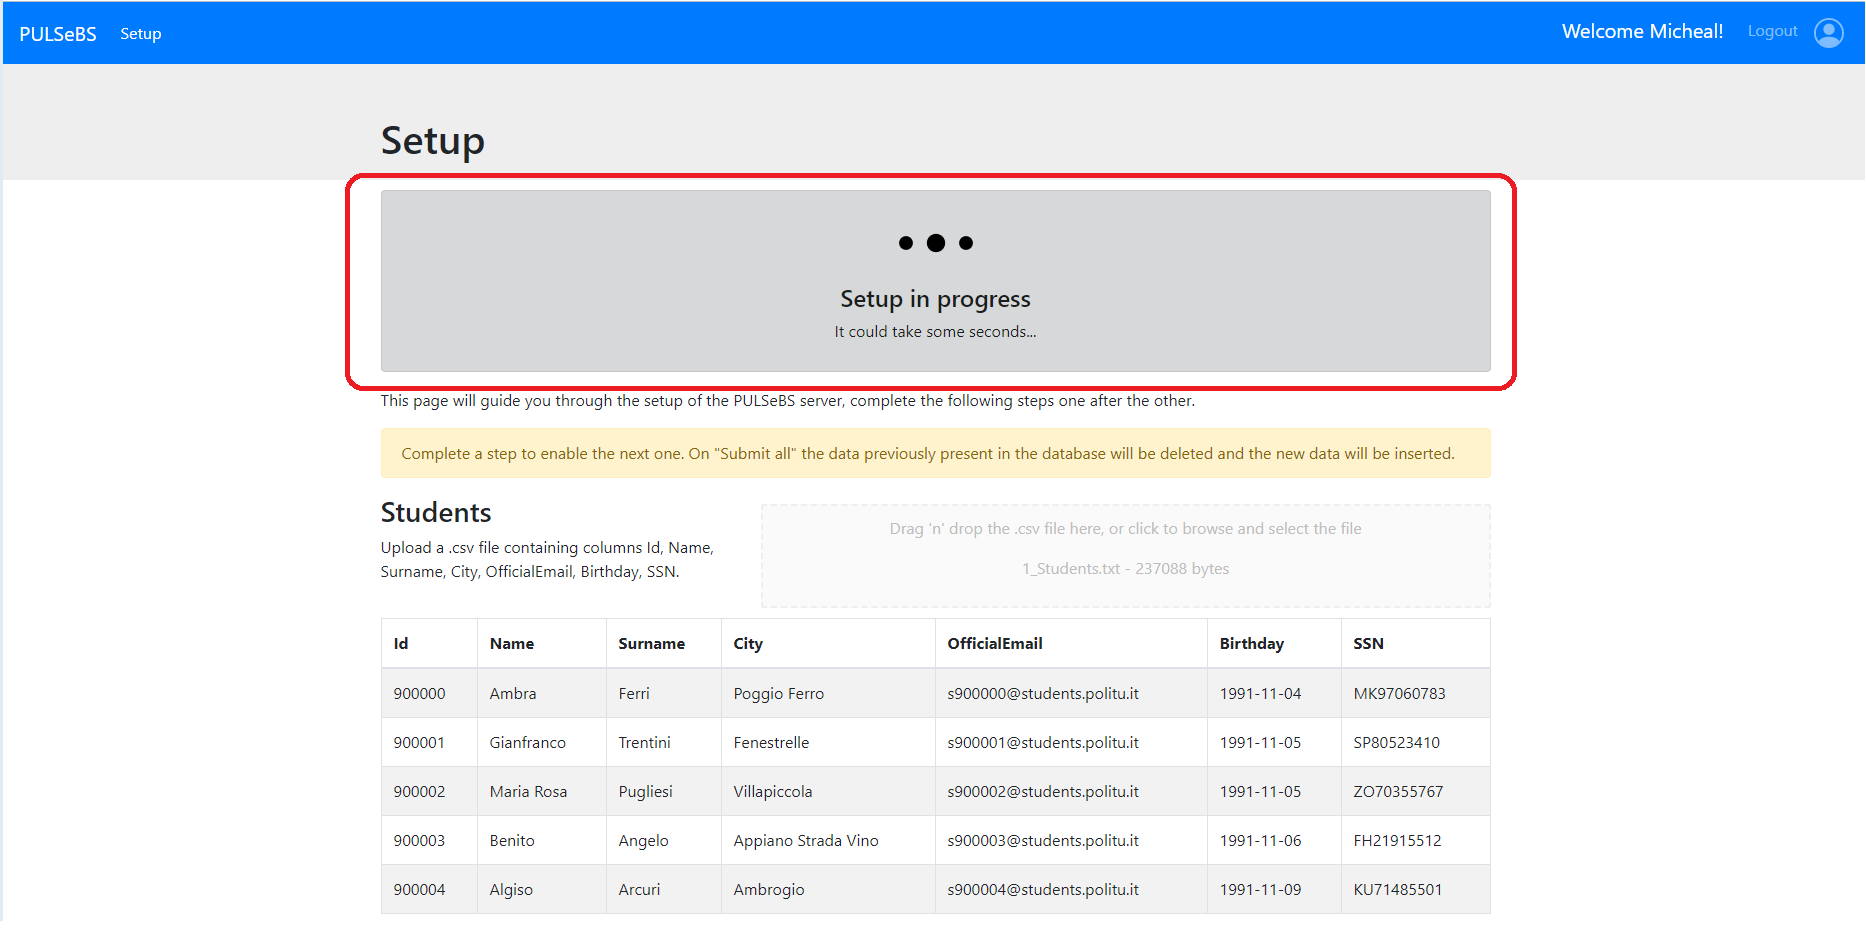 PULSeBS Setup Welcome Micheal! Logout
Setup
Setup in progress
It could take some seconds...
This page will guide you through the setup of the PULSeBS server, complete the following steps one after the other.
Complete a step to enable the next one. On "Submit all" the data previously present in the database will be deleted and the new data will be inserted.
Students
Upload a .csv file containing columns Id, Name,
Surname, City, OfficialEmail, Birthday, SSN.
Drag 'n' drop the .csv file here, or click to browse and select the file
1_Students.txt - 237088 bytes
Id Name Surname City OfficialEmail Birthday SSN
900000 Ambra Ferri Poggio Ferro s900000@students.politu.it 1991-11-04 MK97060783
900001 Gianfranco Trentini Fenestrelle s900001@students.politu.it 1991-11-05 SP80523410
900002 Maria Rosa Pugliesi Villapiccola s900002@students.politu.it 1991-11-05 ZO70355767
900003 Benito Angelo Appiano Strada Vino s900003@students.politu.it 1991-11-06 FH21915512
900004 Algiso Arcuri Ambrogio s900004@students.politu.it 1991-11-09 KU71485501